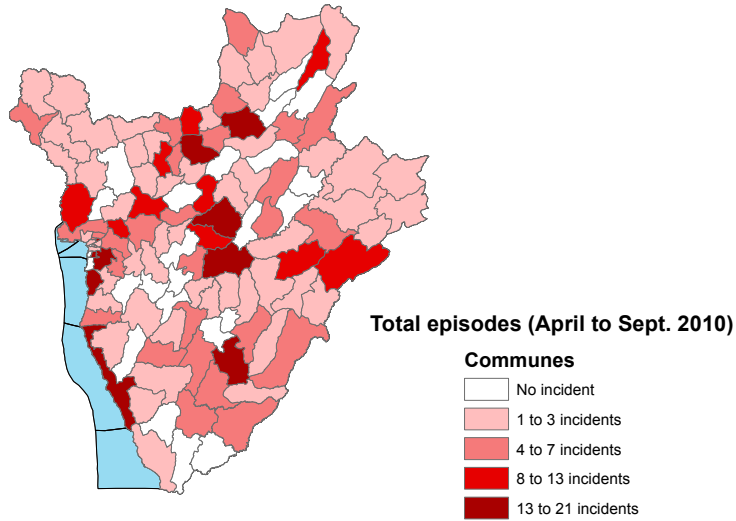 Total episodes (April to Sept. 2010)
Communes
No incident
1 to 3 incidents
4 to 7 incidents
8 to 13 incidents
13 to 21 incidents